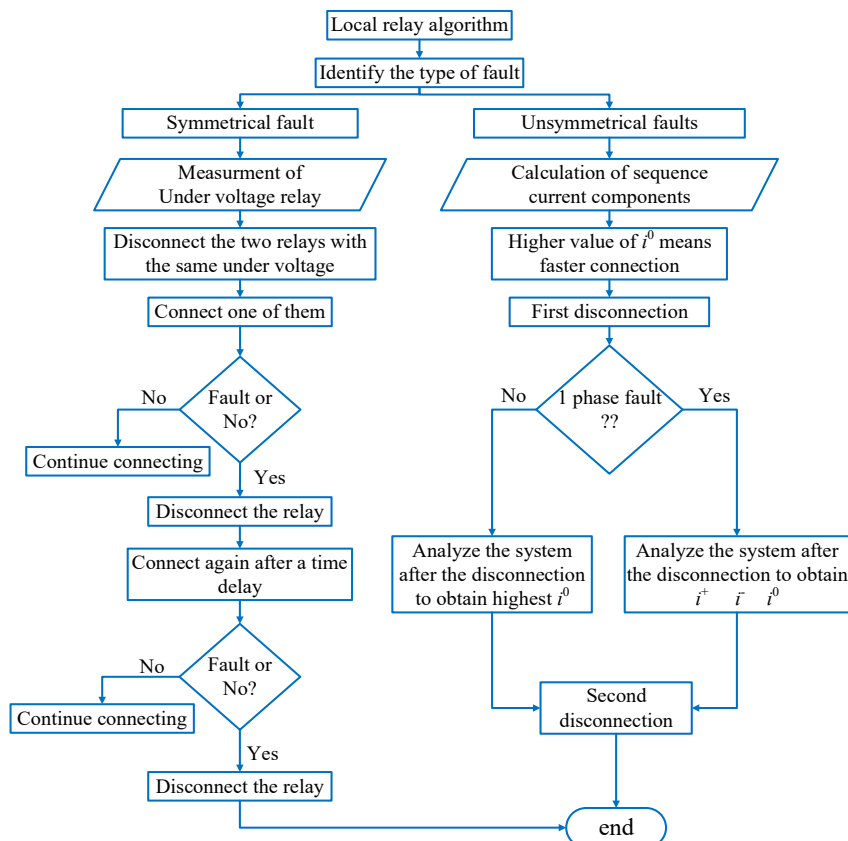 Local relay algorithm
Identify the type of fault
Symmetrical fault
Unsymmetrical faults
Measurment of
Under voltage relay
Calculation of sequence
current components
Disconnect the two relays with
the same under voltage
Higher value of i⁰ means
faster connection
Connect one of them
First disconnection
No
Fault or
No?
Continue connecting
Yes
No
1 phase fault
??
Yes
Disconnect the relay
Connect again after a time
delay
Analyze the system
after the disconnection
to obtain highest i⁰
Analyze the system after
the disconnection to obtain
i⁺ i⁻ i⁰
No
Fault or
No?
Continue connecting
Yes
Second
disconnection
Disconnect the relay
end